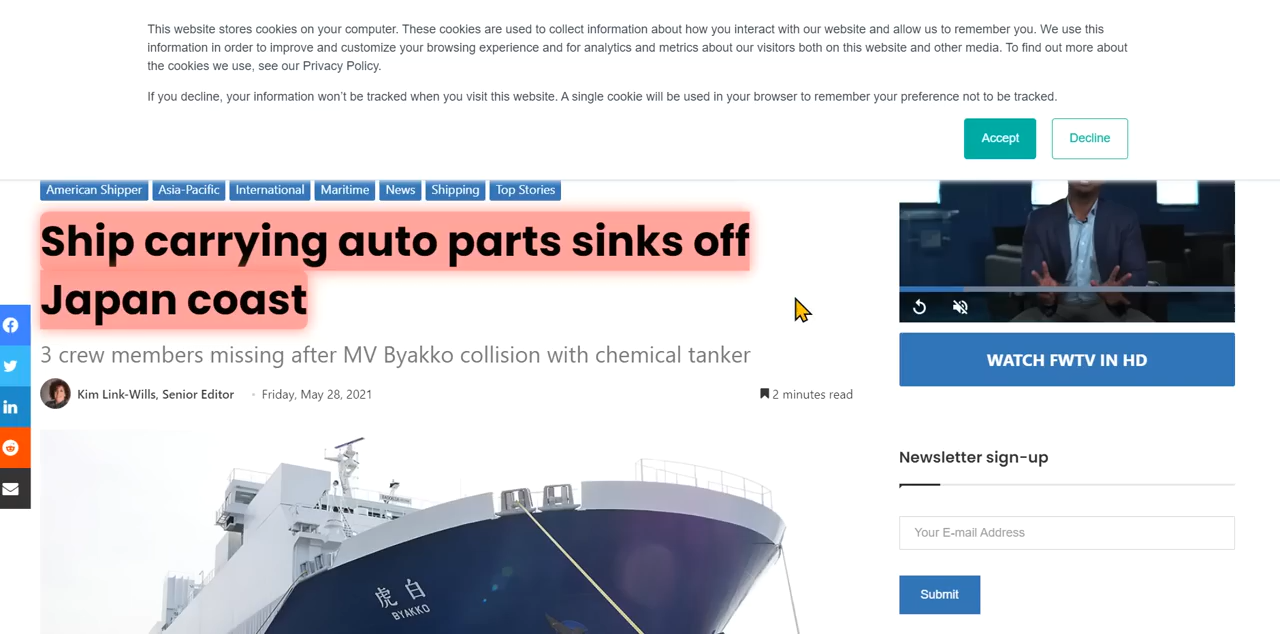 This website stores cookies on your computer. These cookies are used to collect information about how you interact with our website and allow us to remember you. We use this
information in order to improve and customize your browsing experience and for analytics and metrics about our visitors both on this website and other media. To find out more about
the cookies we use, see our Privacy Policy.
If you decline, your information won’t be tracked when you visit this website. A single cookie will be used in your browser to remember your preference not to be tracked.
Accept
Decline
American Shipper
Asia-Pacific
International
Maritime
News
Shipping
Top Stories
Ship carrying auto parts sinks off
Japan coast
3 crew members missing after MV Byakko collision with chemical tanker
Kim Link-Wills, Senior Editor
Friday, May 28, 2021
2 minutes read
虎白
BYAKKO
WATCH FWTV IN HD
Newsletter sign-up
Your E-mail Address
Submit